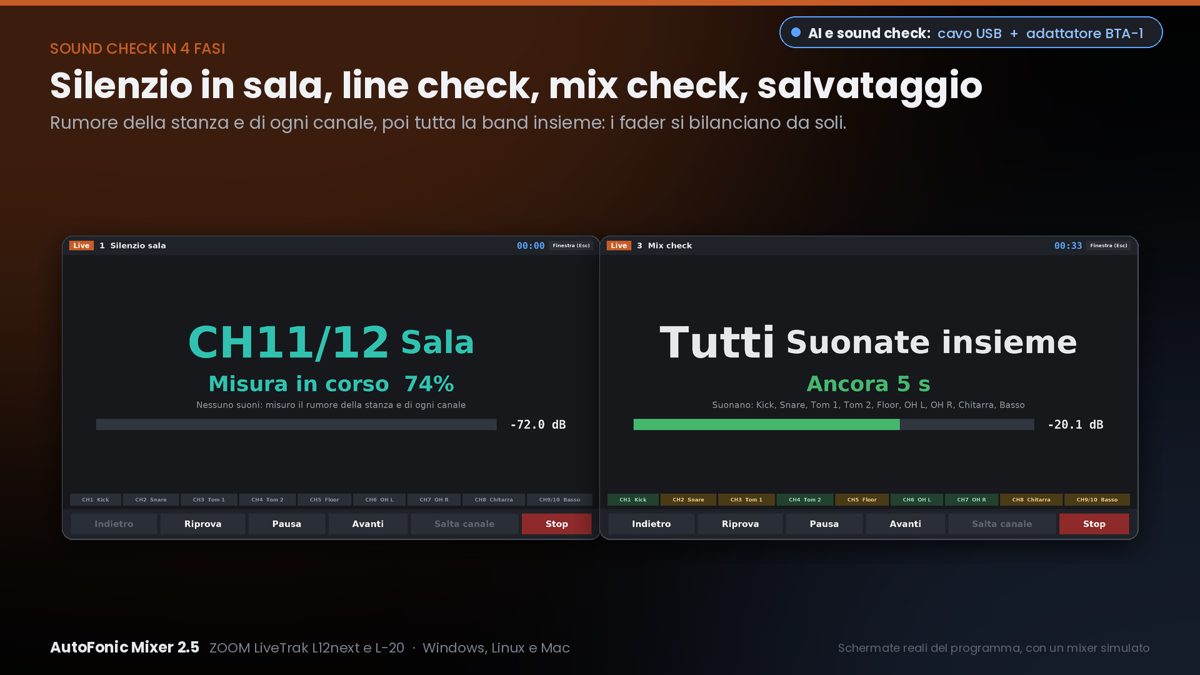 AI e sound check: cavo USB + adattatore BTA-1
SOUND CHECK IN 4 FASI
Silenzio in sala, line check, mix check, salvataggio
Rumore della stanza e di ogni canale, poi tutta la band insieme: i fader si bilanciano da soli.
Live 1 Silenzio sala 00:00 Finestra (Esc)
CH11/12 Sala
Misura in corso 74%
Nessuno suoni: misuro il rumore della stanza e di ogni canale
-72.0 dB
CH1 Kick CH2 Snare CH3 Tom 1 CH4 Tom 2 CH5 Floor CH6 OH L CH7 OH R CH8 Chitarra CH9/10 Basso
Indietro Riprova Pausa Avanti Salta canale Stop
Live 3 Mix check 00:33 Finestra (Esc)
Tutti Suonate insieme
Ancora 5 s
Suonano: Kick, Snare, Tom 1, Tom 2, Floor, OH L, OH R, Chitarra, Basso
-20.1 dB
CH1 Kick CH2 Snare CH3 Tom 1 CH4 Tom 2 CH5 Floor CH6 OH L CH7 OH R CH8 Chitarra CH9/10 Basso
Indietro Riprova Pausa Avanti Salta canale Stop
AutoFonic Mixer 2.5 ZOOM LiveTrak L12next e L-20 · Windows, Linux e Mac
Schermate reali del programma, con un mixer simulato